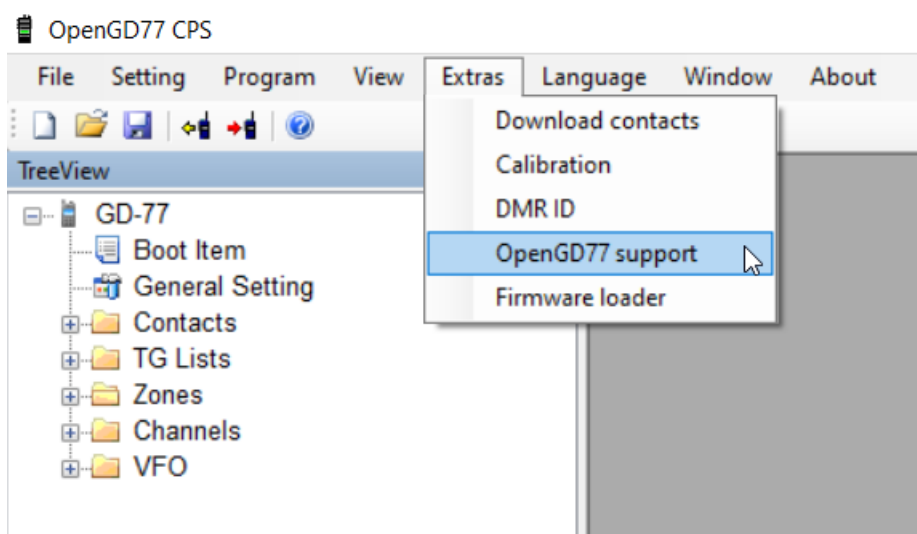 OpenGD77 CPS
File Setting Program View Extras Language Window About
Download contacts
Calibration
DMR ID
OpenGD77 support
Firmware loader
TreeView
GD-77
Boot Item
General Setting
Contacts
TG Lists
Zones
Channels
VFO